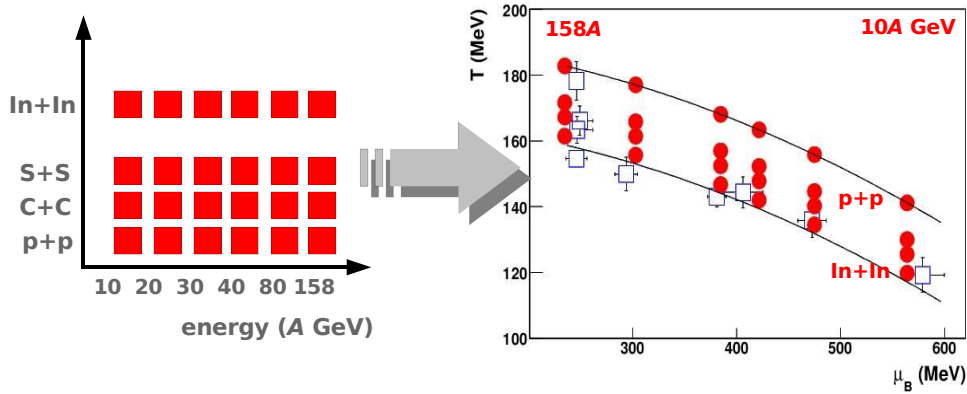 In+In
S+S
C+C
p+p
10 20 30 40 80 158
energy (A GeV)
T (MeV)
200
180
160
140
120
100
158A 10A GeV
p+p
In+In
300 400 500 600
μB (MeV)